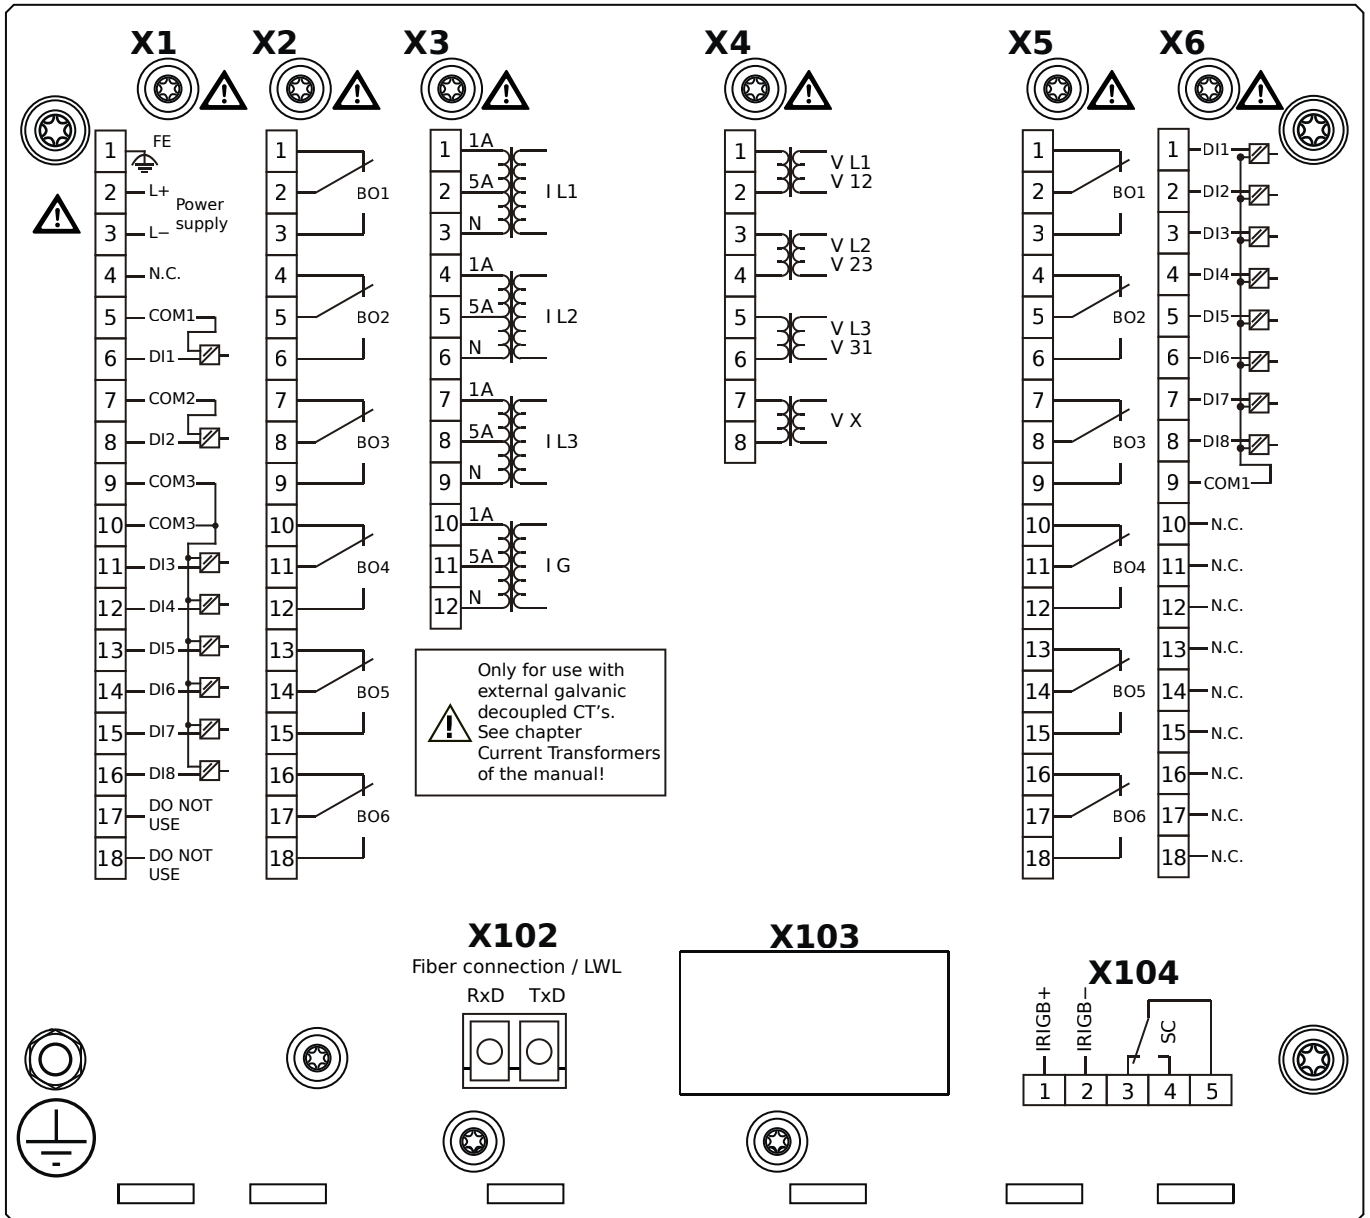 X1
X2
X3
X4
X5
X6
1 FE
2 L+
Power
supply
3 L−
4 N.C.
5 COM1
6 DI1
7 COM2
8 DI2
9 COM3
10 COM3
11 DI3
12 DI4
13 DI5
14 DI6
15 DI7
16 DI8
17 DO NOT
USE
18 DO NOT
USE
1
2 BO1
3
4
5 BO2
6
7
8 BO3
9
10
11 BO4
12
13
14 BO5
15
16
17 BO6
18
1 1A
2 5A I L1
3 N
4 1A
5 5A I L2
6 N
7 1A
8 5A I L3
9 N
10 1A
11 5A I G
12 N
Only for use with
external galvanic
decoupled CT's.
See chapter
Current Transformers
of the manual!
1 V L1
2 V 12
3 V L2
4 V 23
5 V L3
6 V 31
7 V X
8
1
2 BO1
3
4
5 BO2
6
7
8 BO3
9
10
11 BO4
12
13
14 BO5
15
16
17 BO6
18
1 DI1
2 DI2
3 DI3
4 DI4
5 DI5
6 DI6
7 DI7
8 DI8
9 COM1
10 N.C.
11 N.C.
12 N.C.
13 N.C.
14 N.C.
15 N.C.
16 N.C.
17 N.C.
18 N.C.
X102
Fiber connection / LWL
RxD TxD
X103
X104
IRIGB+
IRIGB−
SC
1 2 3 4 5